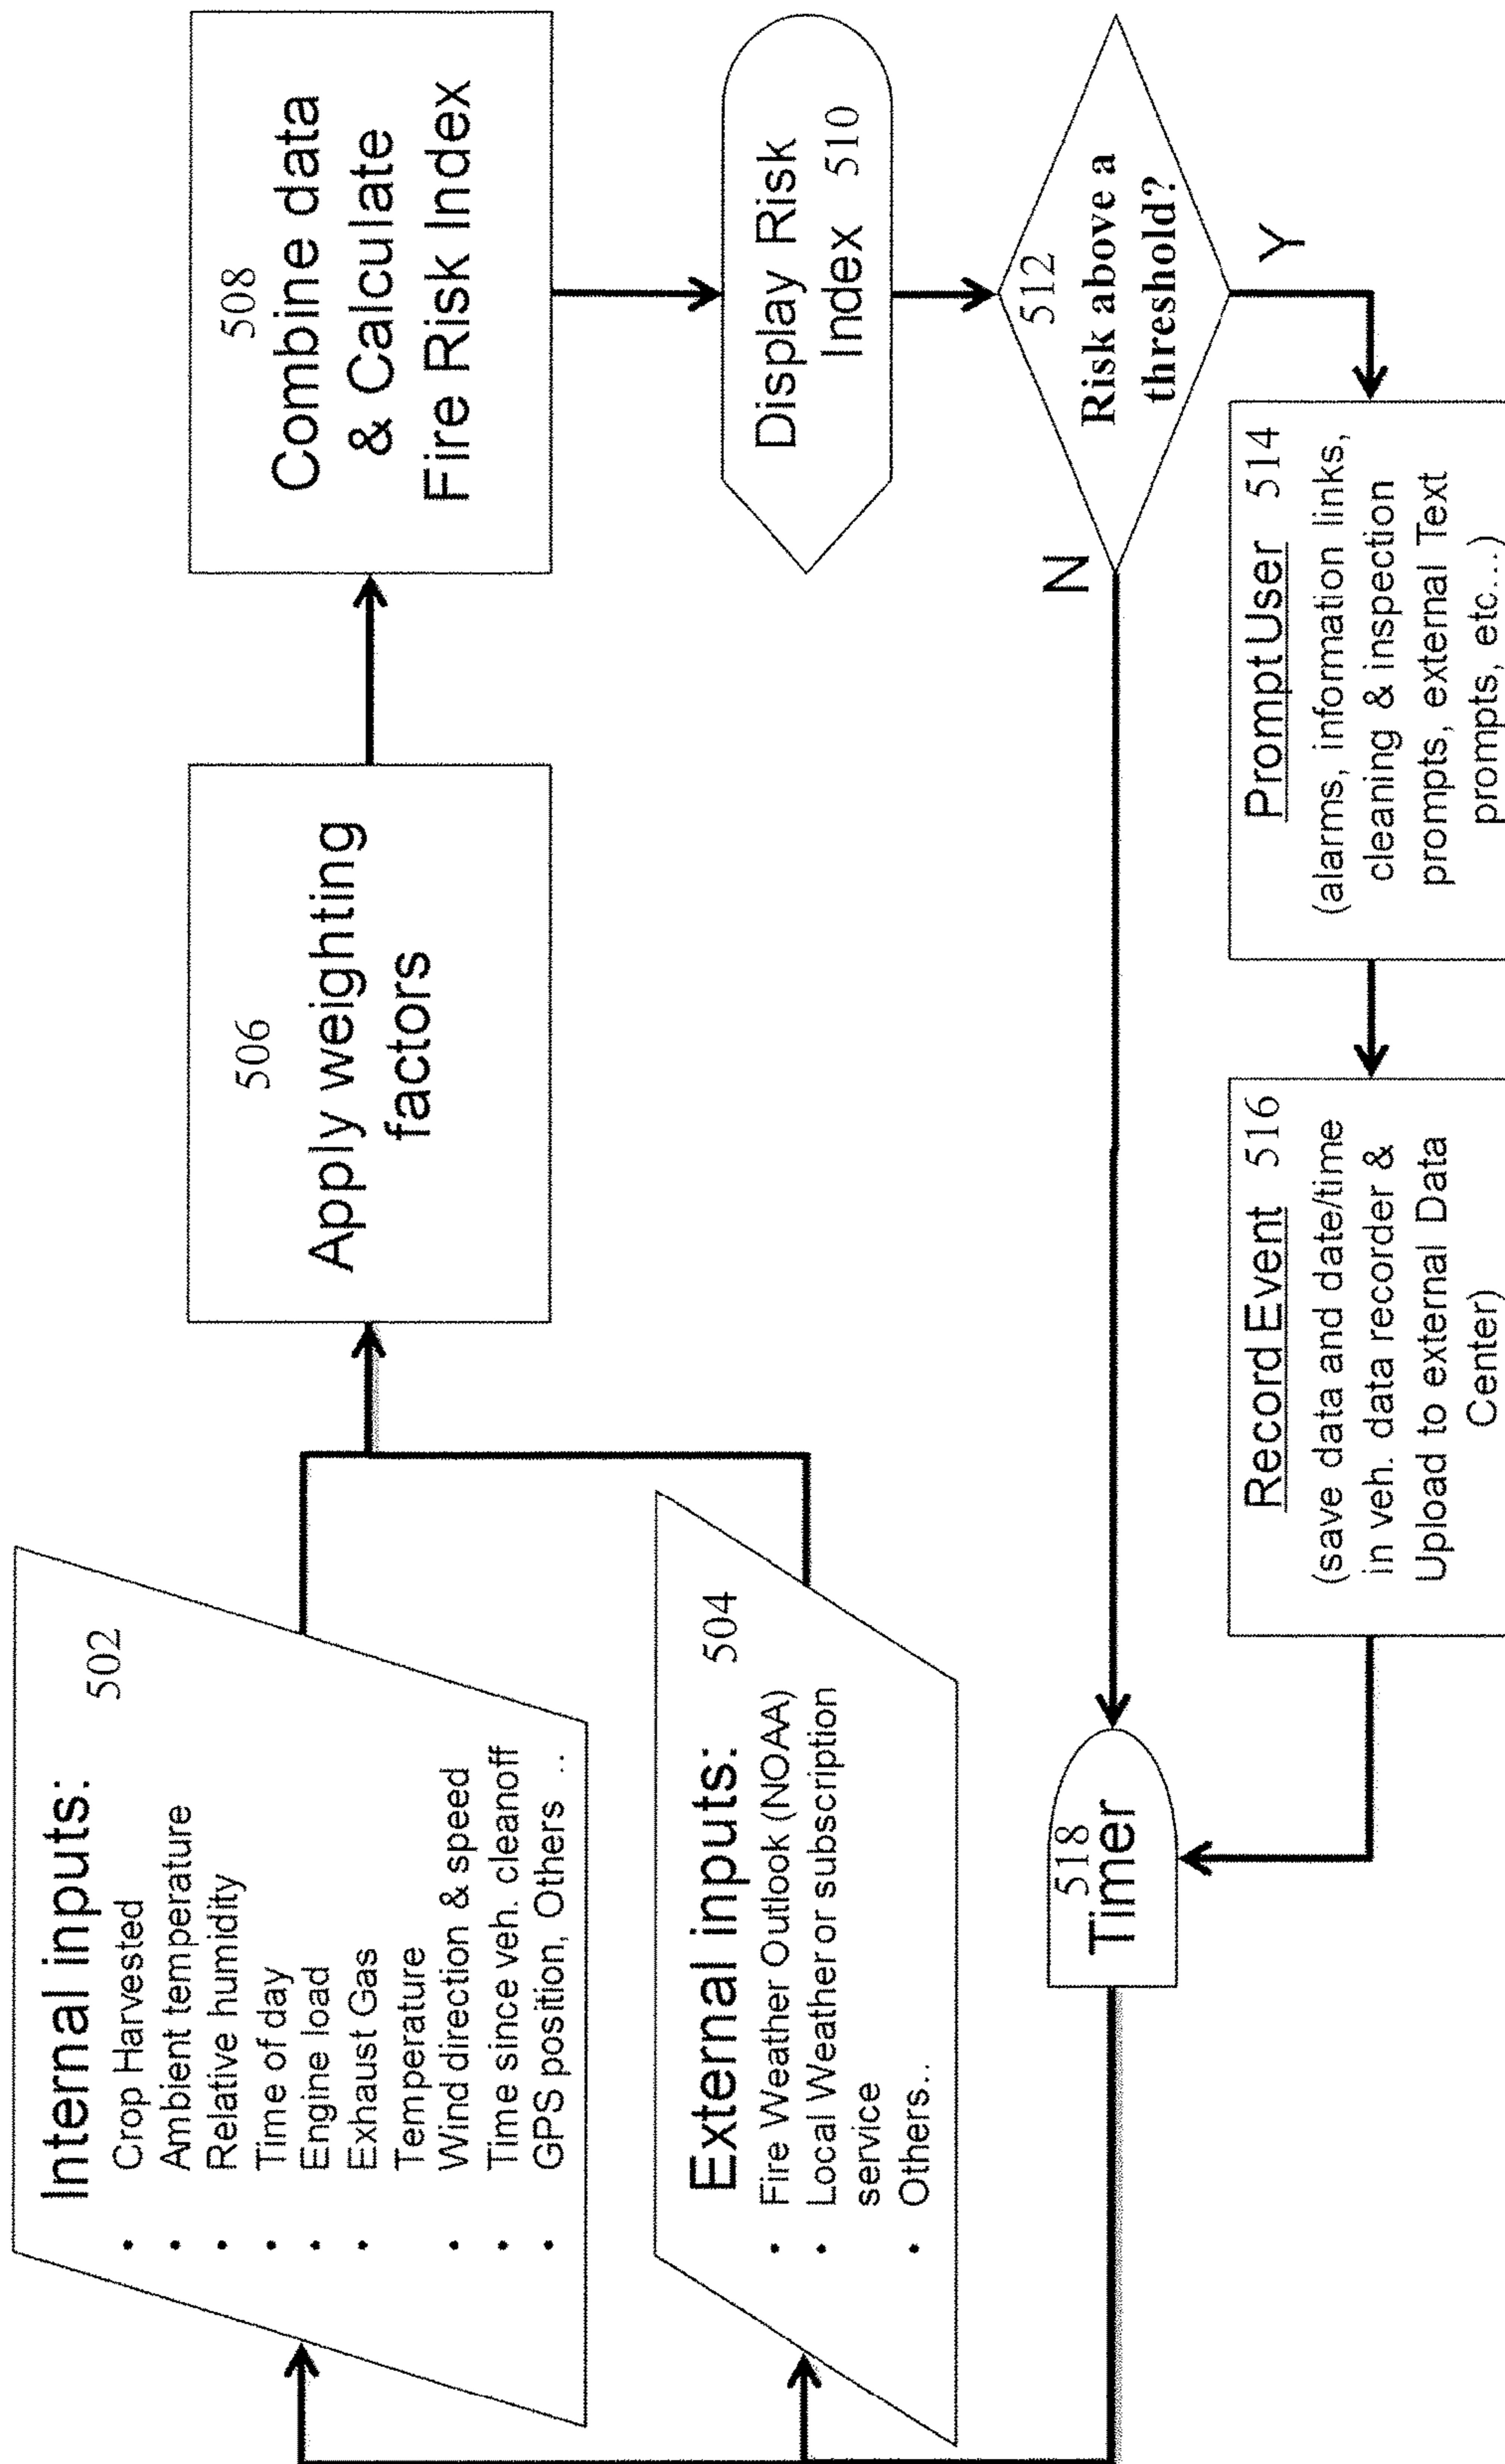 Internal inputs:
502
• Crop Harvested
• Ambient temperature
• Relative humidity
• Time of day
• Engine load
• Exhaust Gas
Temperature
• Wind direction & speed
• Time since veh. cleanoff
• GPS position, Others ..
External inputs:
504
• Fire Weather Outlook (NOAA)
• Local Weather or subscription
service
• Others..
506
Apply weighting
factors
508
Combine data
& Calculate
Fire Risk Index
Display Risk
Index 510
512
Risk above a
threshold?
N
Y
Prompt User 514
(alarms, information links,
cleaning & inspection
prompts, external Text
prompts, etc...)
Record Event 516
(save data and date/time
in veh. data recorder &
Upload to external Data
Center)
518
Timer